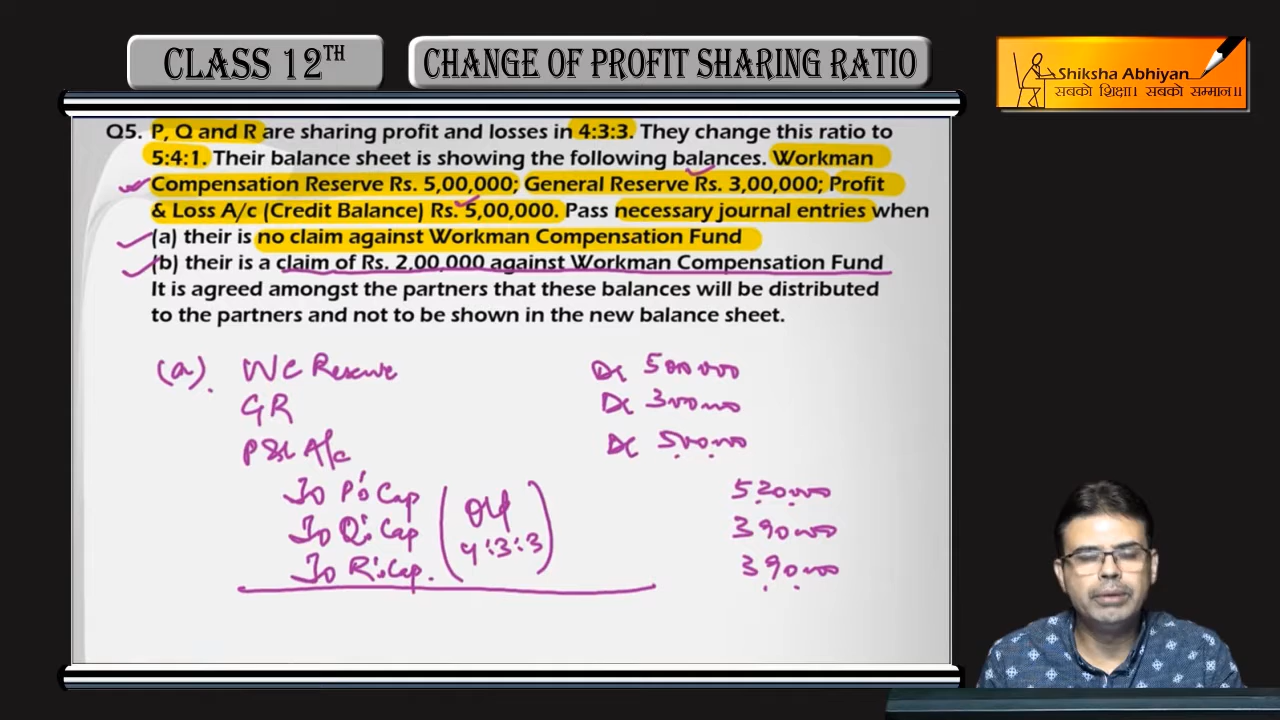 CLASS 12TH
CHANGE OF PROFIT SHARING RATIO
Shiksha Abhiyan
सबको शिक्षा। सबको सम्मान।।
Q5. P, Q and R are sharing profit and losses in 4:3:3. They change this ratio to
5:4:1. Their balance sheet is showing the following balances. Workman
Compensation Reserve Rs. 5,00,000; General Reserve Rs. 3,00,000; Profit
& Loss A/c (Credit Balance) Rs. 5,00,000. Pass necessary journal entries when
(a) their is no claim against Workman Compensation Fund
(b) their is a claim of Rs. 2,00,000 against Workman Compensation Fund
It is agreed amongst the partners that these balances will be distributed
to the partners and not to be shown in the new balance sheet.
(a). WC Reserve Dr 500000
GR Dr 300000
P&L A/c Dr 500000
To P's Cap 520000
To Q's Cap 390000
To R's Cap. 390000
4:3:3